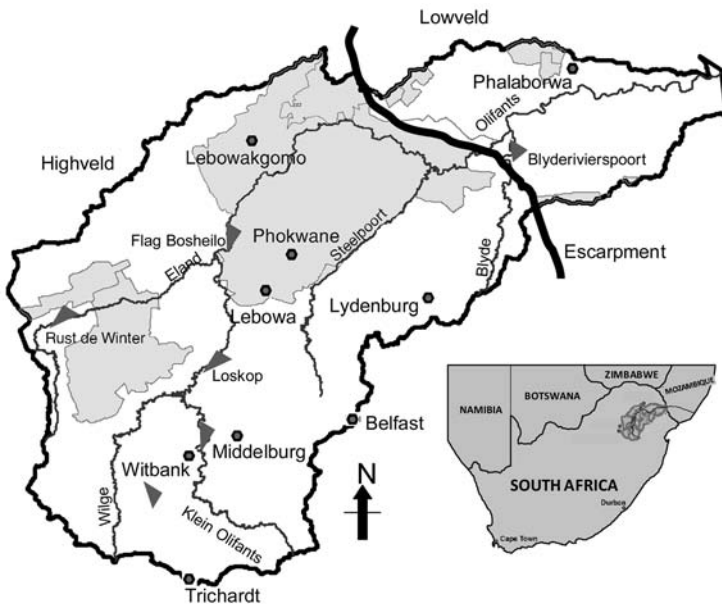 Lowveld
Phalaborwa
Olifants
Highveld
Lebowakgomo
Blyderivierspoort
Flag Bosheilo
Phokwane
Steelpoort
Eland
Blyde
Escarpment
Lebowa
Lydenburg
Rust de Winter
Loskop
Belfast
Middelburg
Witbank
N
Wilge
Klein Olifants
Trichardt
ZIMBABWE
MOZAMBIQUE
BOTSWANA
NAMIBIA
SOUTH AFRICA
Durban
Cape Town